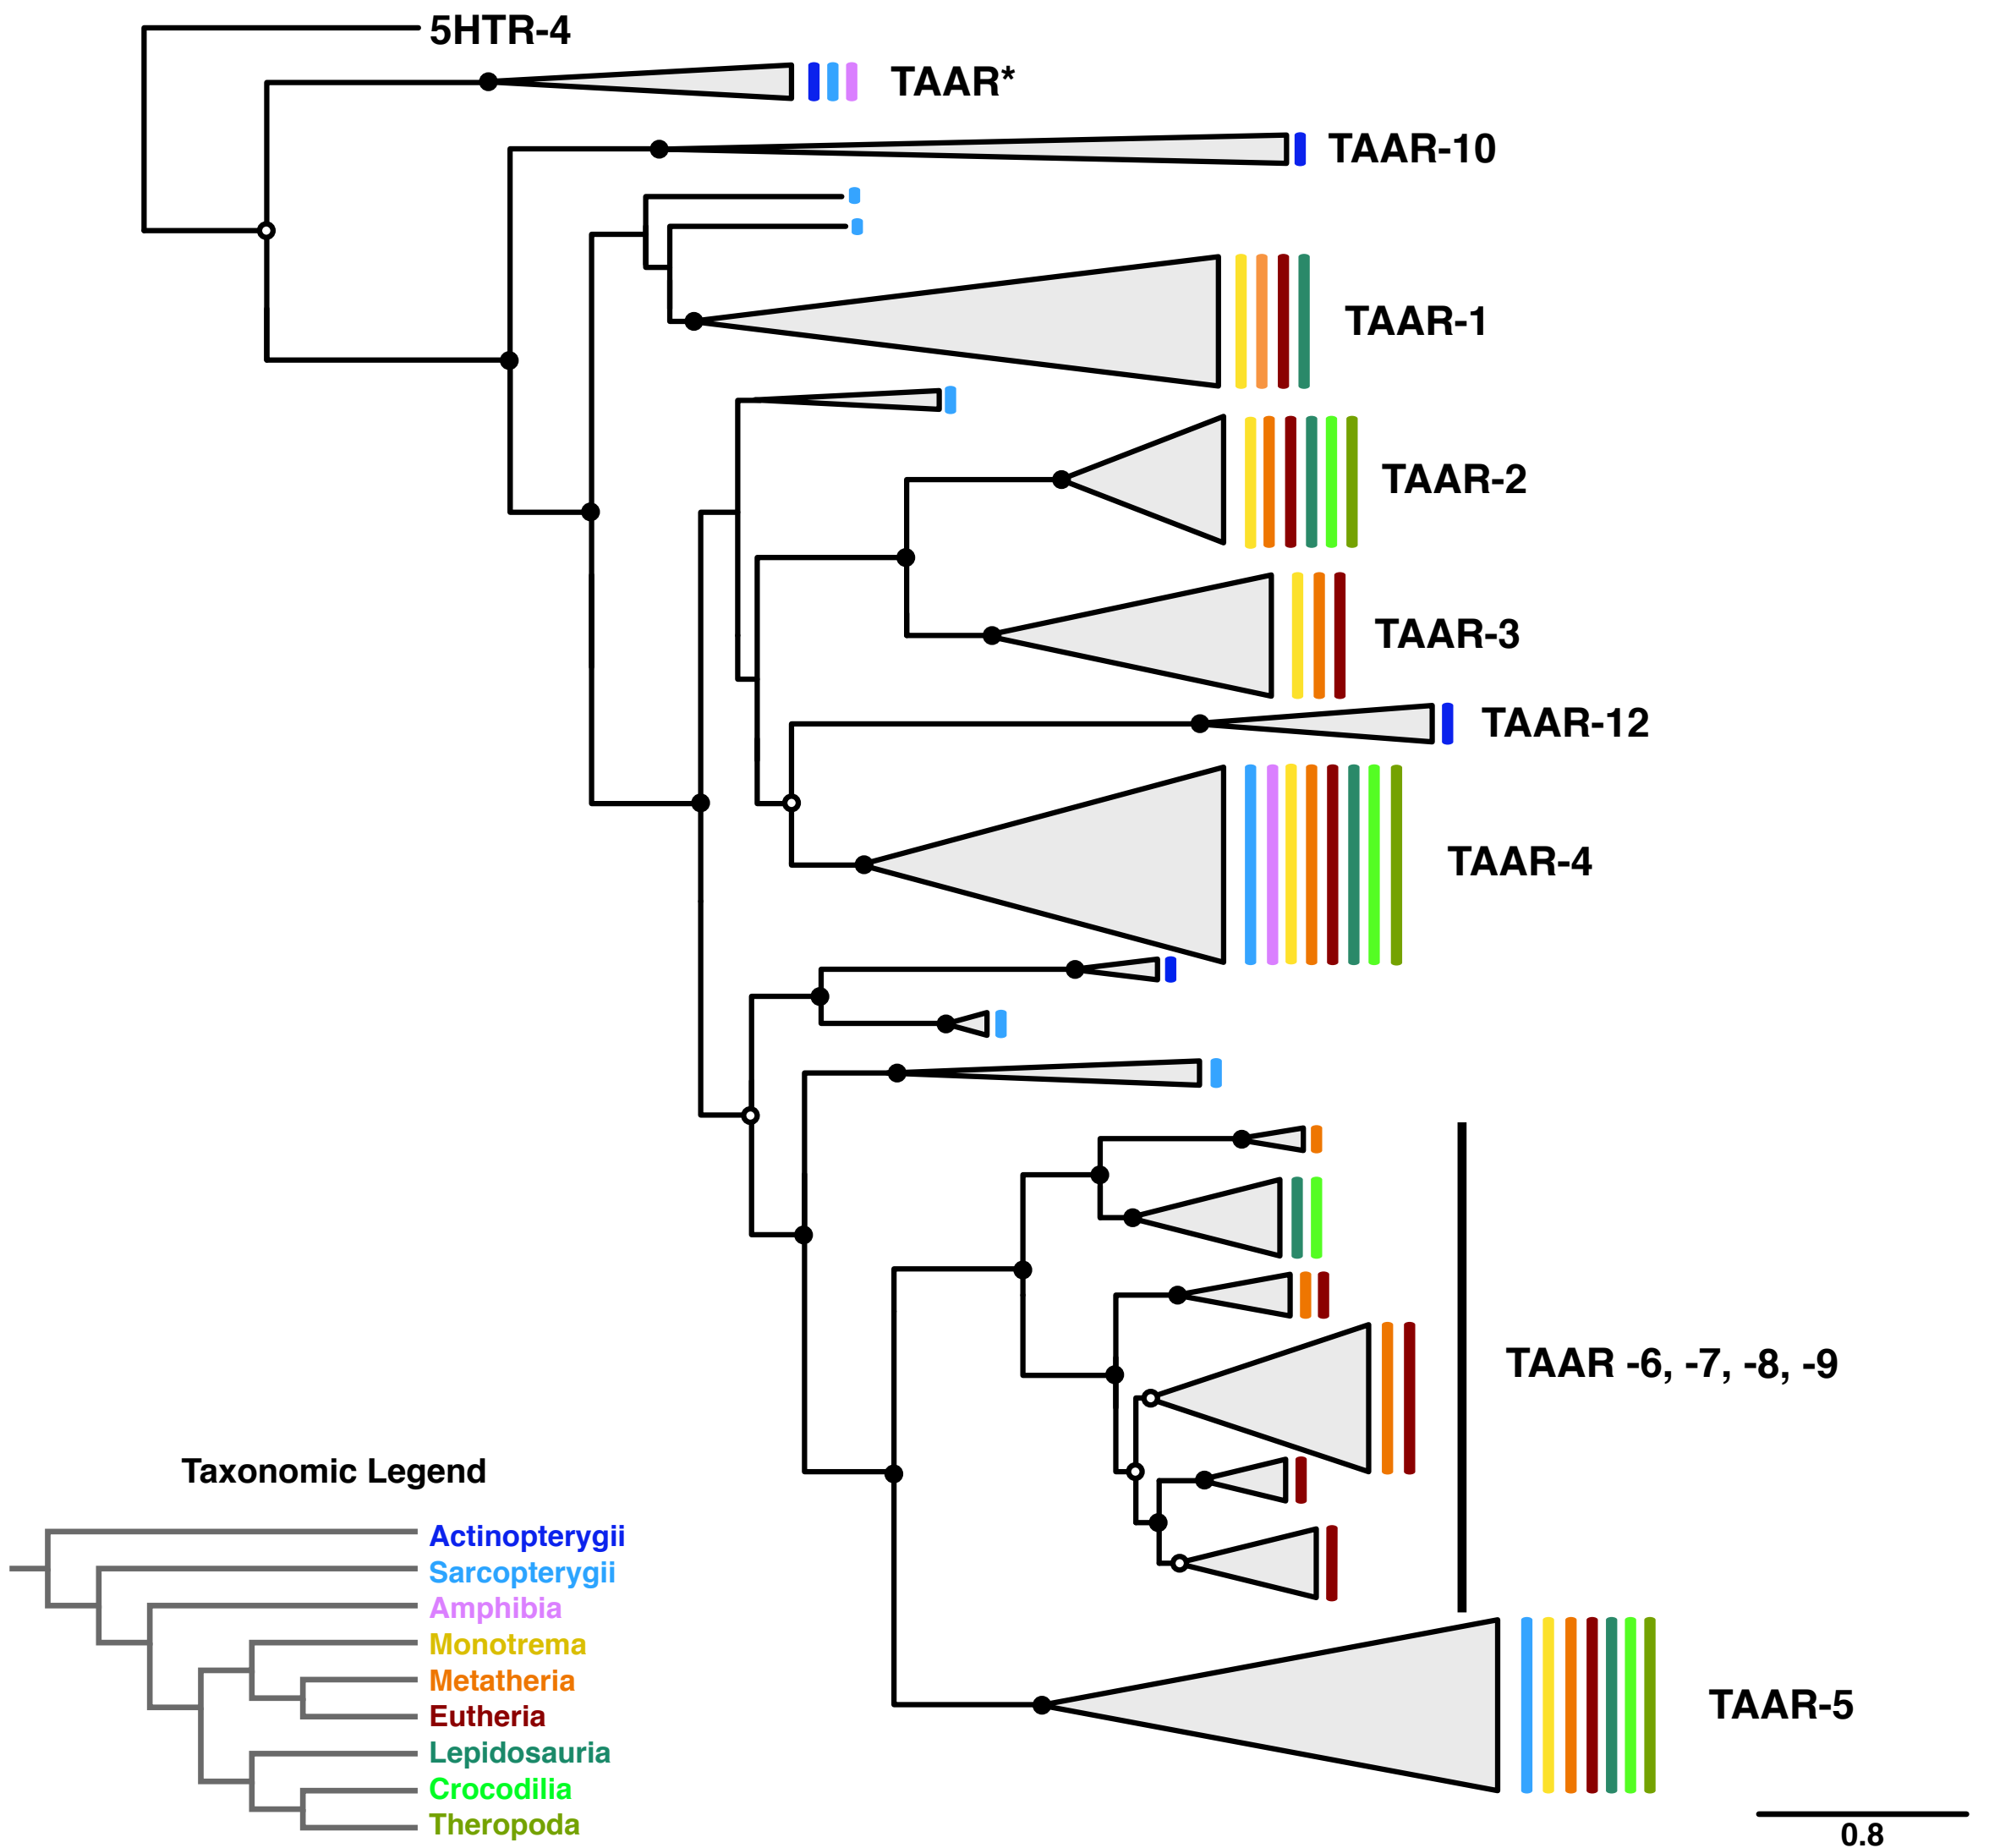 5HTR-4
TAAR*
TAAR-10
TAAR-1
TAAR-2
TAAR-3
TAAR-12
TAAR-4
TAAR -6, -7, -8, -9
TAAR-5
Taxonomic Legend
Actinopterygii
Sarcopterygii
Amphibia
Monotrema
Metatheria
Eutheria
Lepidosauria
Crocodilia
Theropoda
0.8